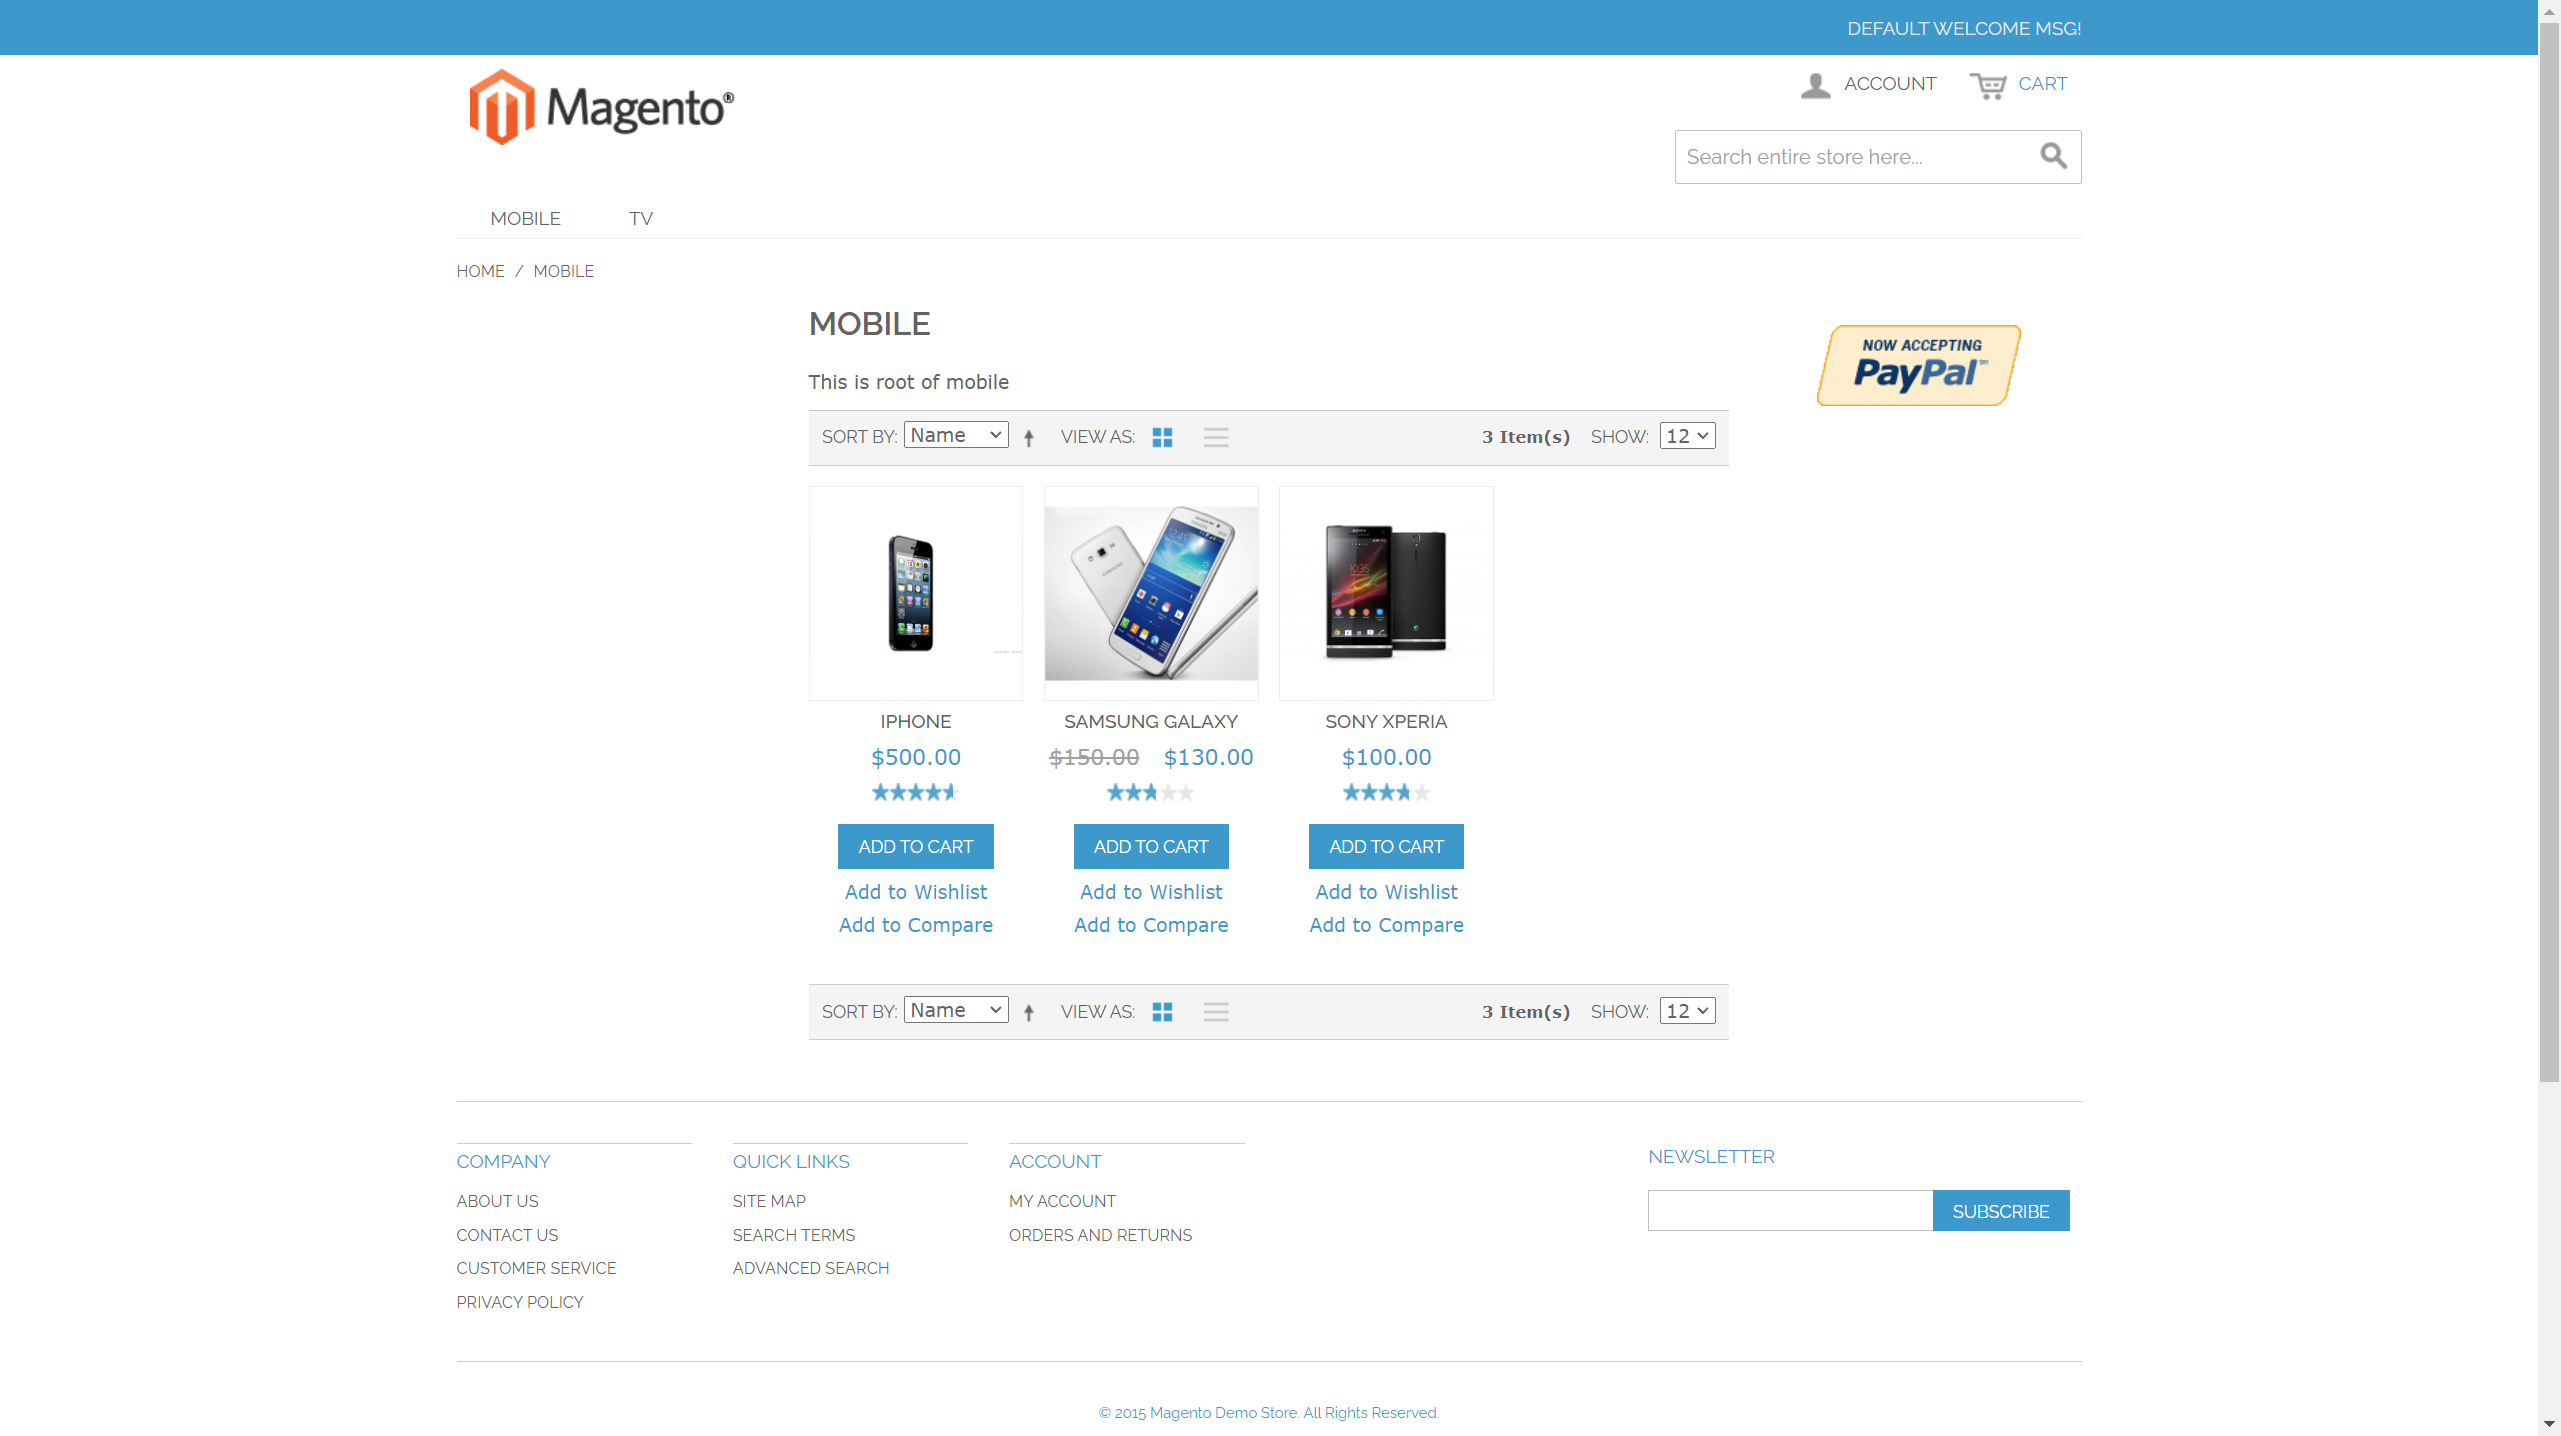 DEFAULT WELCOME MSG!
Magento®
ACCOUNT CART
Search entire store here...
MOBILE TV
HOME / MOBILE
MOBILE
NOW ACCEPTING
PayPal™
This is root of mobile
SORT BY: Name VIEW AS: 3 Item(s) SHOW: 12
IPHONE
$500.00
ADD TO CART
Add to Wishlist
Add to Compare
SAMSUNG GALAXY
$150.00 $130.00
ADD TO CART
Add to Wishlist
Add to Compare
SONY XPERIA
$100.00
ADD TO CART
Add to Wishlist
Add to Compare
SORT BY: Name VIEW AS: 3 Item(s) SHOW: 12
COMPANY
ABOUT US
CONTACT US
CUSTOMER SERVICE
PRIVACY POLICY
QUICK LINKS
SITE MAP
SEARCH TERMS
ADVANCED SEARCH
ACCOUNT
MY ACCOUNT
ORDERS AND RETURNS
NEWSLETTER
SUBSCRIBE
© 2015 Magento Demo Store. All Rights Reserved.